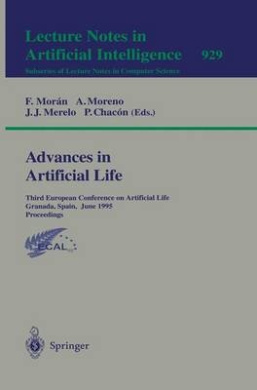 Lecture Notes in
Artificial Intelligence 929
Subseries of Lecture Notes in Computer Science
F. Morán A. Moreno
J.J. Merelo P. Chacón (Eds.)
Advances in
Artificial Life
Third European Conference on Artificial Life
Granada, Spain, June 1995
Proceedings
ECAL
Springer